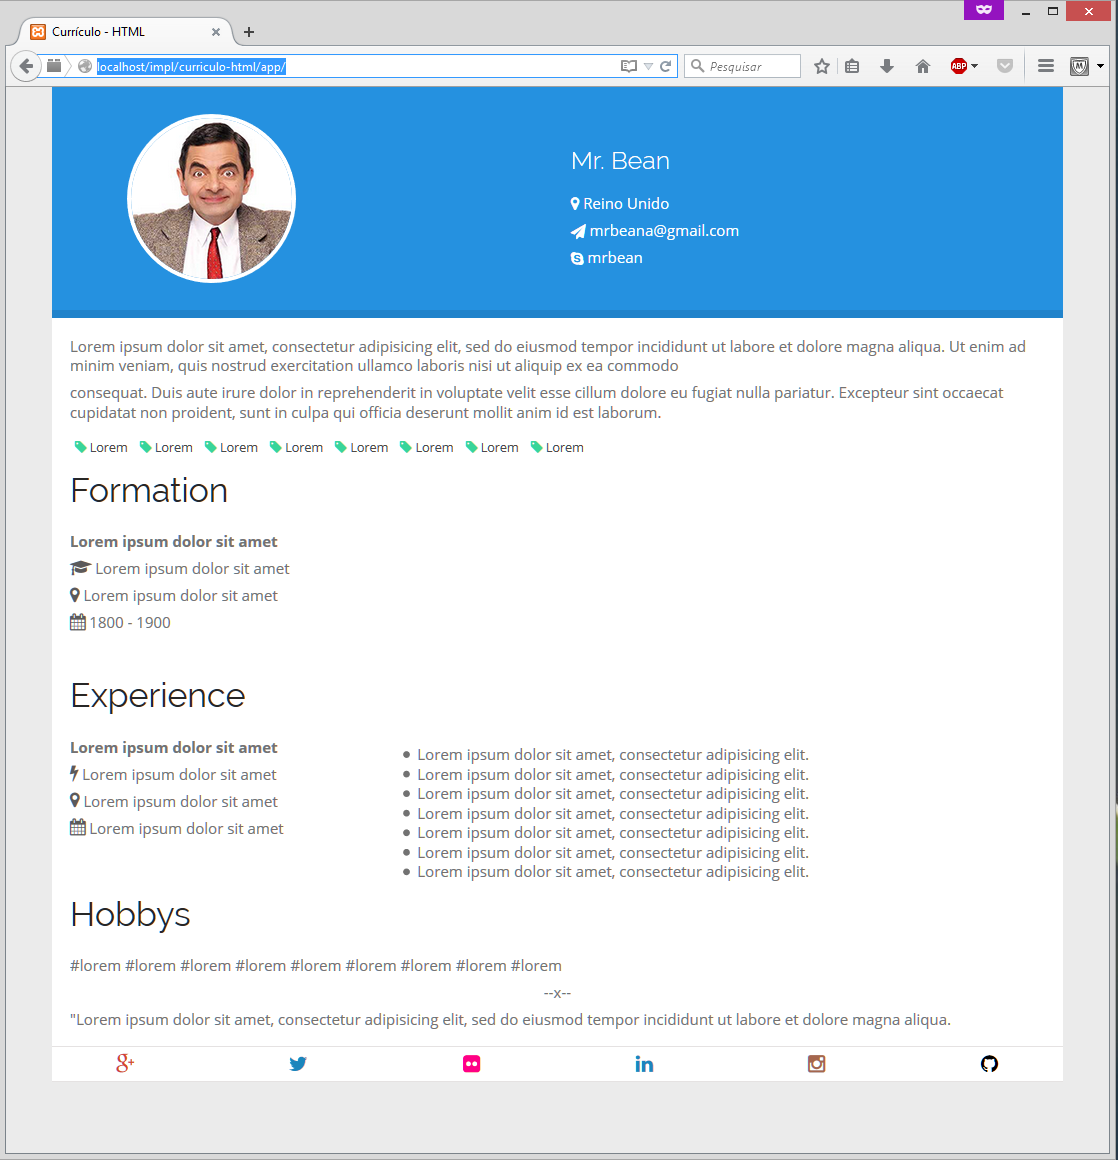 Currículo - HTML
localhost/impl/curriculo-html/app/
Pesquisar
ABP
Mr. Bean
Reino Unido
mrbeana@gmail.com
mrbean
Lorem ipsum dolor sit amet, consectetur adipisicing elit, sed do eiusmod tempor incididunt ut labore et dolore magna aliqua. Ut enim ad
minim veniam, quis nostrud exercitation ullamco laboris nisi ut aliquip ex ea commodo
consequat. Duis aute irure dolor in reprehenderit in voluptate velit esse cillum dolore eu fugiat nulla pariatur. Excepteur sint occaecat
cupidatat non proident, sunt in culpa qui officia deserunt mollit anim id est laborum.
Lorem Lorem Lorem Lorem Lorem Lorem Lorem Lorem
Formation
Lorem ipsum dolor sit amet
Lorem ipsum dolor sit amet
Lorem ipsum dolor sit amet
1800 - 1900
Experience
Lorem ipsum dolor sit amet
Lorem ipsum dolor sit amet
Lorem ipsum dolor sit amet
Lorem ipsum dolor sit amet
Lorem ipsum dolor sit amet, consectetur adipisicing elit.
Lorem ipsum dolor sit amet, consectetur adipisicing elit.
Lorem ipsum dolor sit amet, consectetur adipisicing elit.
Lorem ipsum dolor sit amet, consectetur adipisicing elit.
Lorem ipsum dolor sit amet, consectetur adipisicing elit.
Lorem ipsum dolor sit amet, consectetur adipisicing elit.
Lorem ipsum dolor sit amet, consectetur adipisicing elit.
Hobbys
#lorem #lorem #lorem #lorem #lorem #lorem #lorem #lorem #lorem
--x--
"Lorem ipsum dolor sit amet, consectetur adipisicing elit, sed do eiusmod tempor incididunt ut labore et dolore magna aliqua.